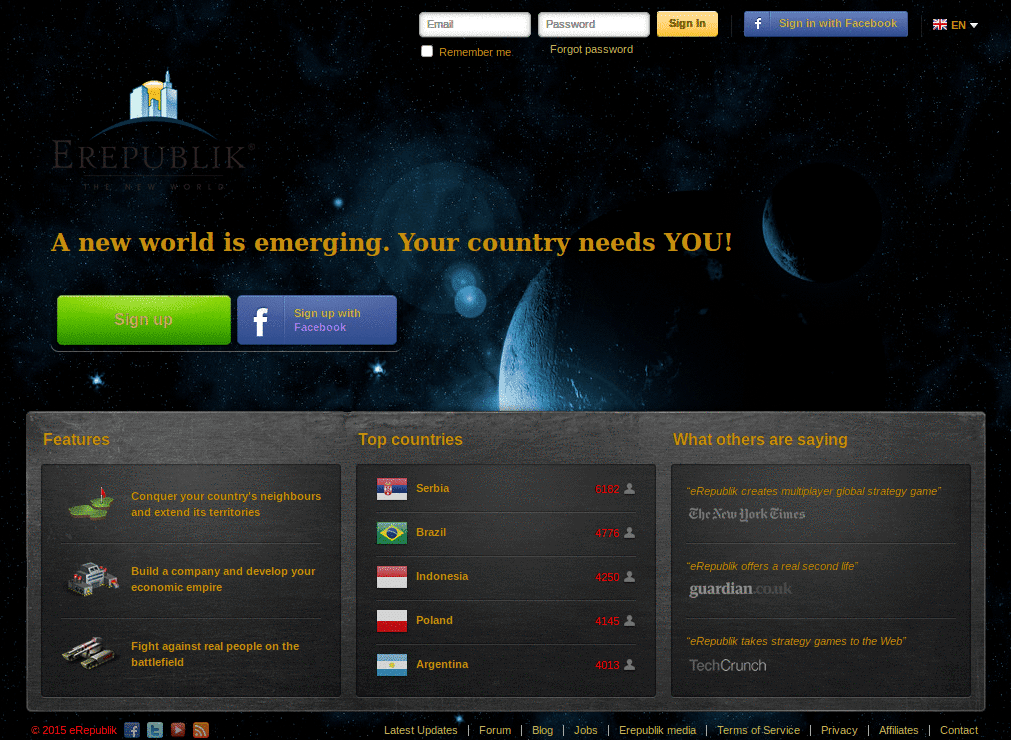 Email
Password
Sign In
Sign in with Facebook
EN
Remember me
Forgot password
EREPUBLIK®
THE NEW WORLD
A new world is emerging. Your country needs YOU!
Sign up
Sign up with
Facebook
Features
Conquer your country's neighbours
and extend its territories
Build a company and develop your
economic empire
Fight against real people on the
battlefield
Top countries
Serbia 6182
Brazil 4776
Indonesia 4250
Poland 4145
Argentina 4013
What others are saying
"eRepublik creates multiplayer global strategy game"
The New York Times
"eRepublik offers a real second life"
guardian.co.uk
"eRepublik takes strategy games to the Web"
TechCrunch
© 2015 eRepublik
Latest Updates | Forum | Blog | Jobs | Erepublik media | Terms of Service | Privacy | Affiliates | Contact